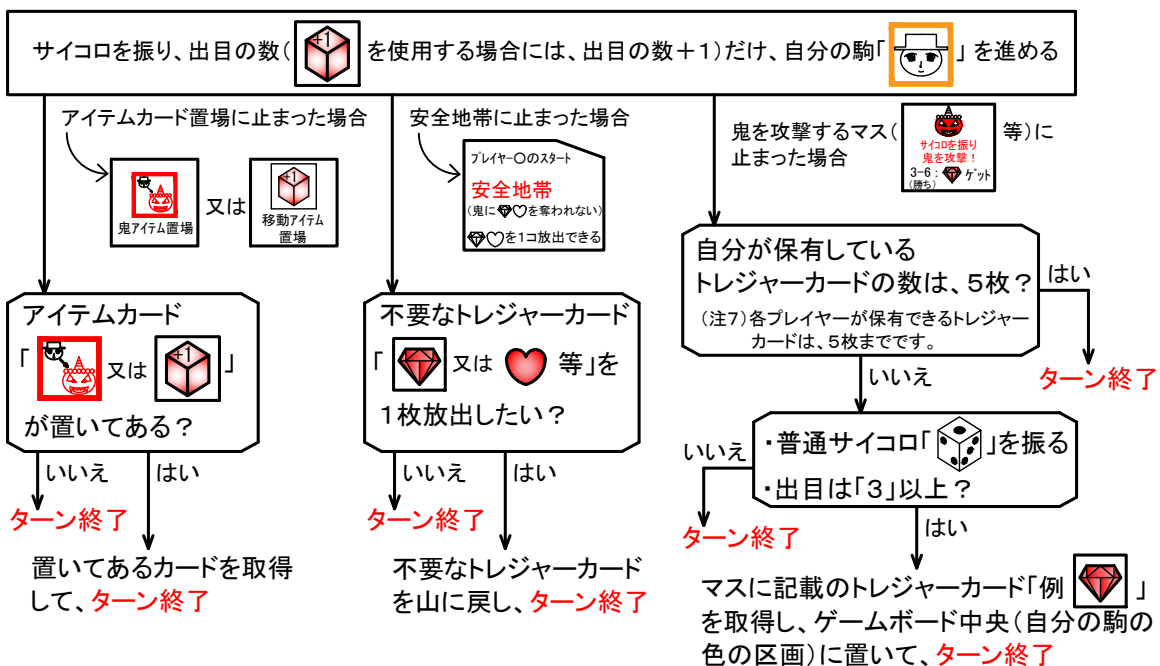 サイコロを振り、出目の数(+1を使用する場合には、出目の数+1)だけ、自分の駒「」を進める
アイテムカード置場に止まった場合
鬼アイテム置場
又は
+1
移動アイテム
置場
アイテムカード
「又は+1」
が置いてある?
いいえ
はい
ターン終了
置いてあるカードを取得
して、ターン終了
安全地帯に止まった場合
プレイヤー〇のスタート
安全地帯
(鬼に♡を奪われない)
♡を1コ放出できる
不要なトレジャーカード
「又は等」を
1枚放出したい?
いいえ
はい
ターン終了
不要なトレジャーカード
を山に戻し、ターン終了
鬼を攻撃するマス(等)に
止まった場合
サイコロを振り
鬼を攻撃!
3-6:ゲット
(勝ち)
自分が保有している
トレジャーカードの数は、5枚?
(注7)各プレイヤーが保有できるトレジャー
カードは、5枚までです。
はい
ターン終了
いいえ
・普通サイコロ「」を振る
・出目は「3」以上?
いいえ
ターン終了
はい
マスに記載のトレジャーカード「例」
を取得し、ゲームボード中央(自分の駒の
色の区画)に置いて、ターン終了